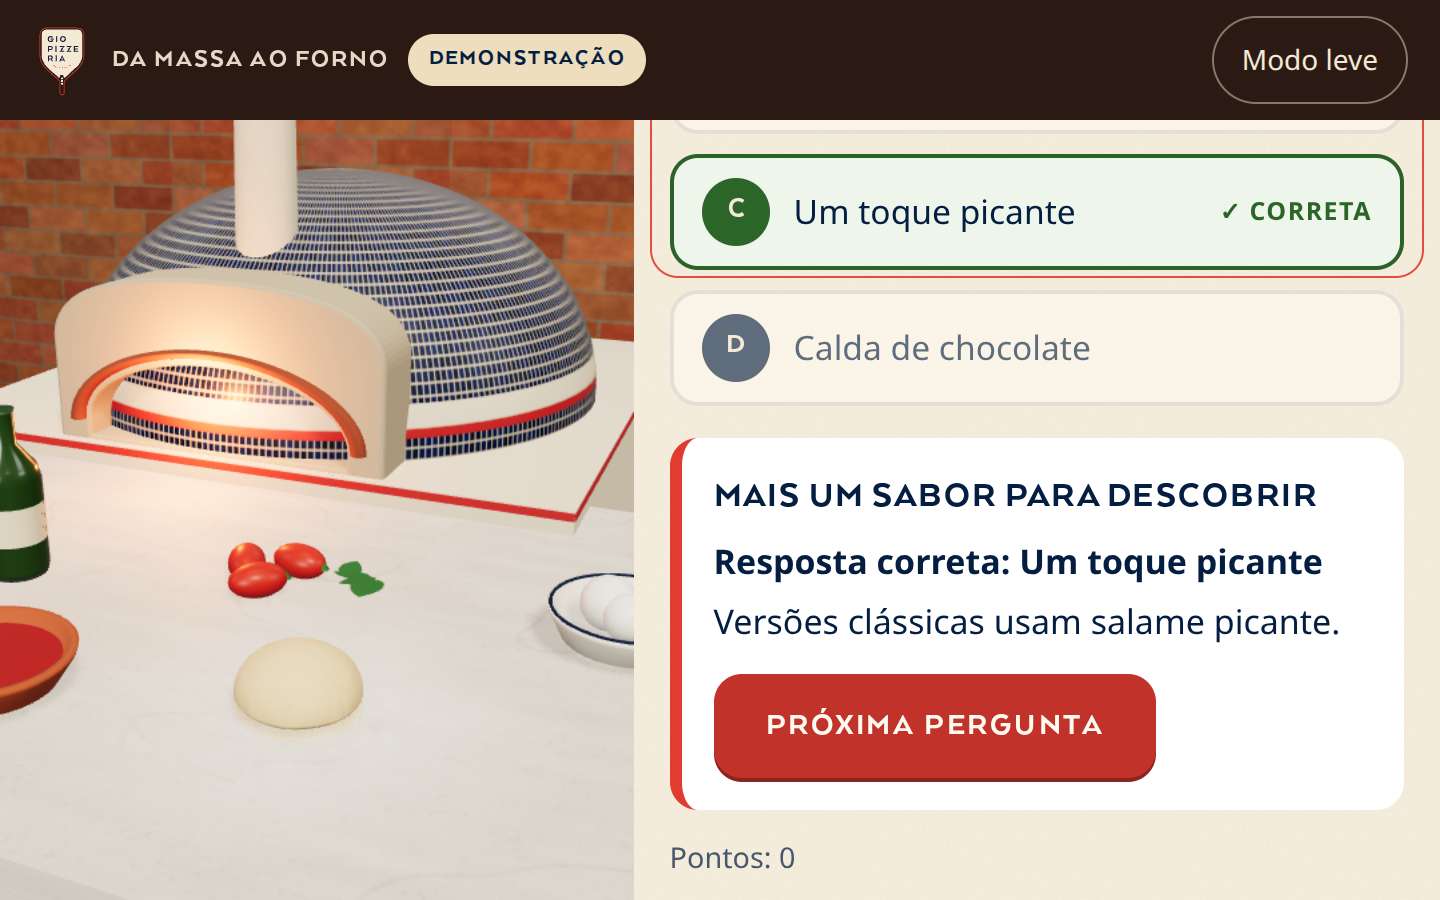 GIO
PIZZE
RIA
DA MASSA AO FORNO
DEMONSTRAÇÃO
Modo leve
C
Um toque picante
✓ CORRETA
D
Calda de chocolate
MAIS UM SABOR PARA DESCOBRIR
Resposta correta: Um toque picante
Versões clássicas usam salame picante.
PRÓXIMA PERGUNTA
Pontos: 0